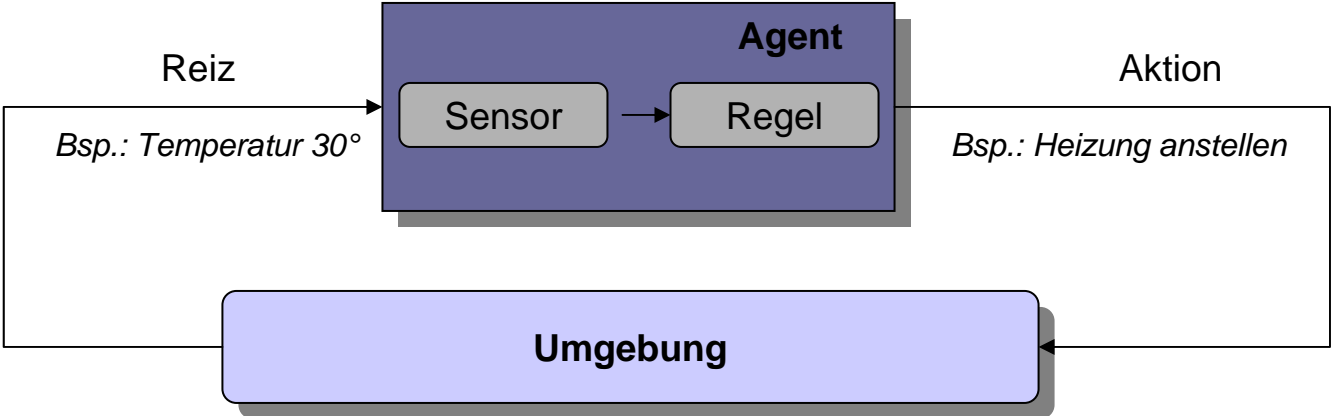 Agent
Reiz
Aktion
Sensor
Regel
Bsp.: Temperatur 30°
Bsp.: Heizung anstellen
Umgebung